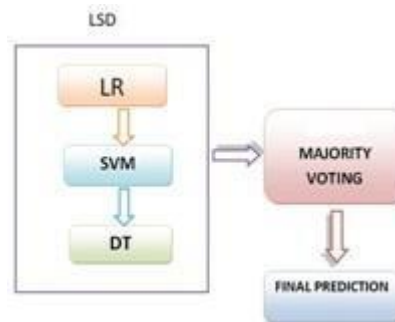 LSD
LR
SVM
DT
MAJORITY
VOTING
FINAL PREDICTION